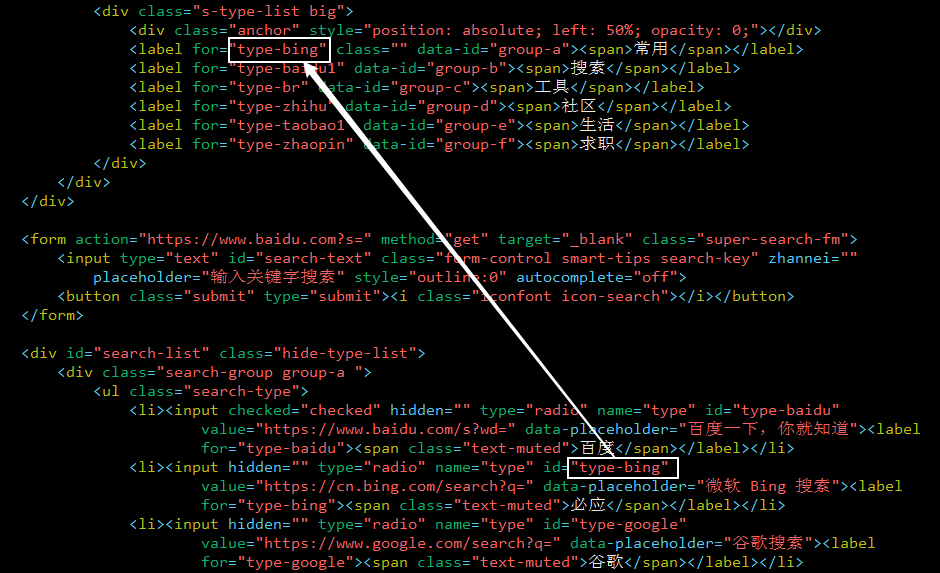 <div class="s-type-list big">
<div class="anchor" style="position: absolute; left: 50%; opacity: 0;"></div>
<label for="type-bing" class="" data-id="group-a"><span>常用</span></label>
<label for="type-baidu1" data-id="group-b"><span>搜索</span></label>
<label for="type-br" data-id="group-c"><span>工具</span></label>
<label for="type-zhihu" data-id="group-d"><span>社区</span></label>
<label for="type-taobao1" data-id="group-e"><span>生活</span></label>
<label for="type-zhaopin" data-id="group-f"><span>求职</span></label>
</div>
</div>
</div>
<form action="https://www.baidu.com?s=" method="get" target="_blank" class="super-search-fm">
<input type="text" id="search-text" class="form-control smart-tips search-key" zhannei=""
placeholder="输入关键字搜索" style="outline:0" autocomplete="off">
<button class="submit" type="submit"><i class="iconfont icon-search"></i></button>
</form>
<div id="search-list" class="hide-type-list">
<div class="search-group group-a ">
<ul class="search-type">
<li><input checked="checked" hidden="" type="radio" name="type" id="type-baidu"
value="https://www.baidu.com/s?wd=" data-placeholder="百度一下，你就知道"><label
for="type-baidu"><span class="text-muted">百度</span></label></li>
<li><input hidden="" type="radio" name="type" id="type-bing"
value="https://cn.bing.com/search?q=" data-placeholder="微软 Bing 搜索"><label
for="type-bing"><span class="text-muted">必应</span></label></li>
<li><input hidden="" type="radio" name="type" id="type-google"
value="https://www.google.com/search?q=" data-placeholder="谷歌搜索"><label
for="type-google"><span class="text-muted">谷歌</span></label></li>